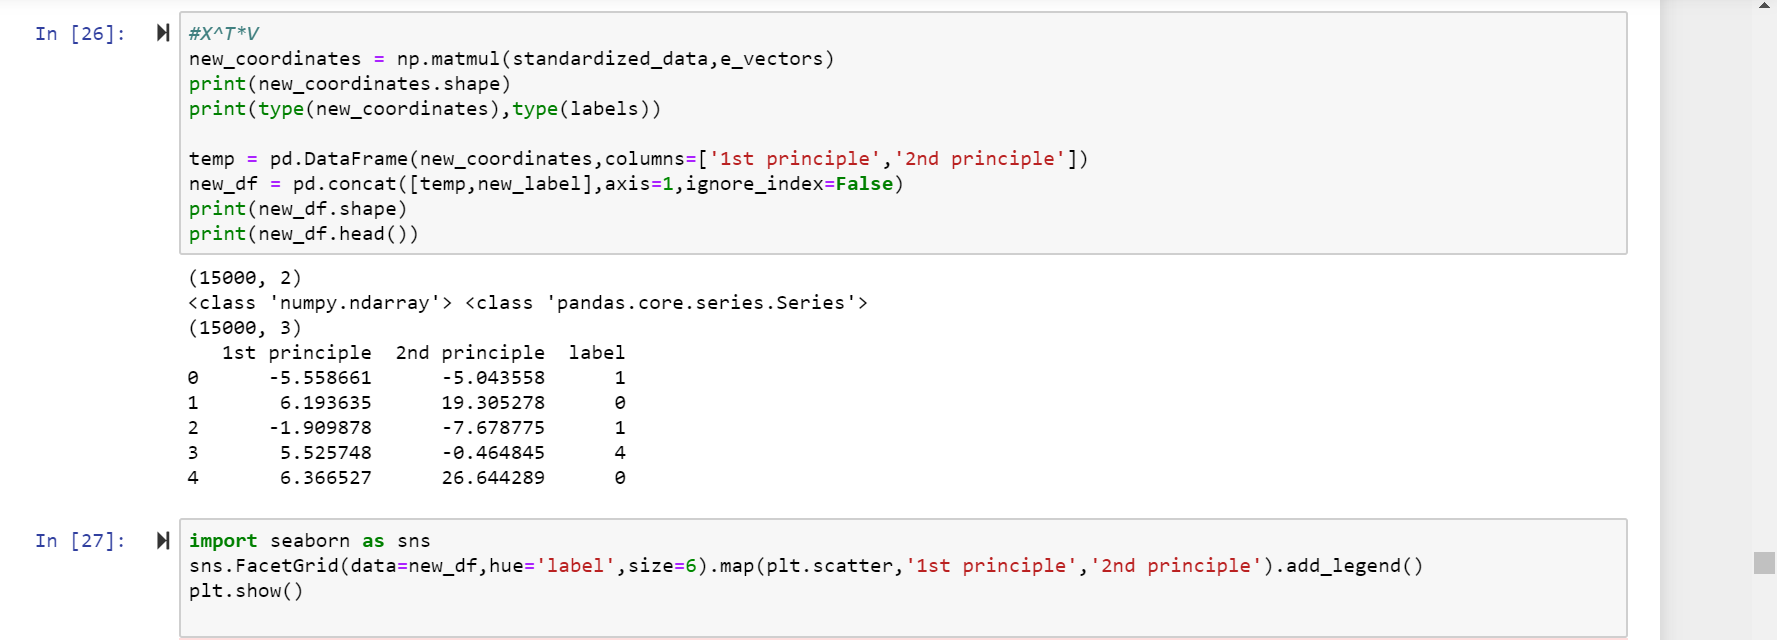 In [26]:
#X^T*V
new_coordinates = np.matmul(standardized_data,e_vectors)
print(new_coordinates.shape)
print(type(new_coordinates),type(labels))
temp = pd.DataFrame(new_coordinates,columns=['1st principle','2nd principle'])
new_df = pd.concat([temp,new_label],axis=1,ignore_index=False)
print(new_df.shape)
print(new_df.head())
(15000, 2)
<class 'numpy.ndarray'> <class 'pandas.core.series.Series'>
(15000, 3)
1st principle 2nd principle label
0 -5.558661 -5.043558 1
1 6.193635 19.305278 0
2 -1.909878 -7.678775 1
3 5.525748 -0.464845 4
4 6.366527 26.644289 0
In [27]:
import seaborn as sns
sns.FacetGrid(data=new_df,hue='label',size=6).map(plt.scatter,'1st principle','2nd principle').add_legend()
plt.show()